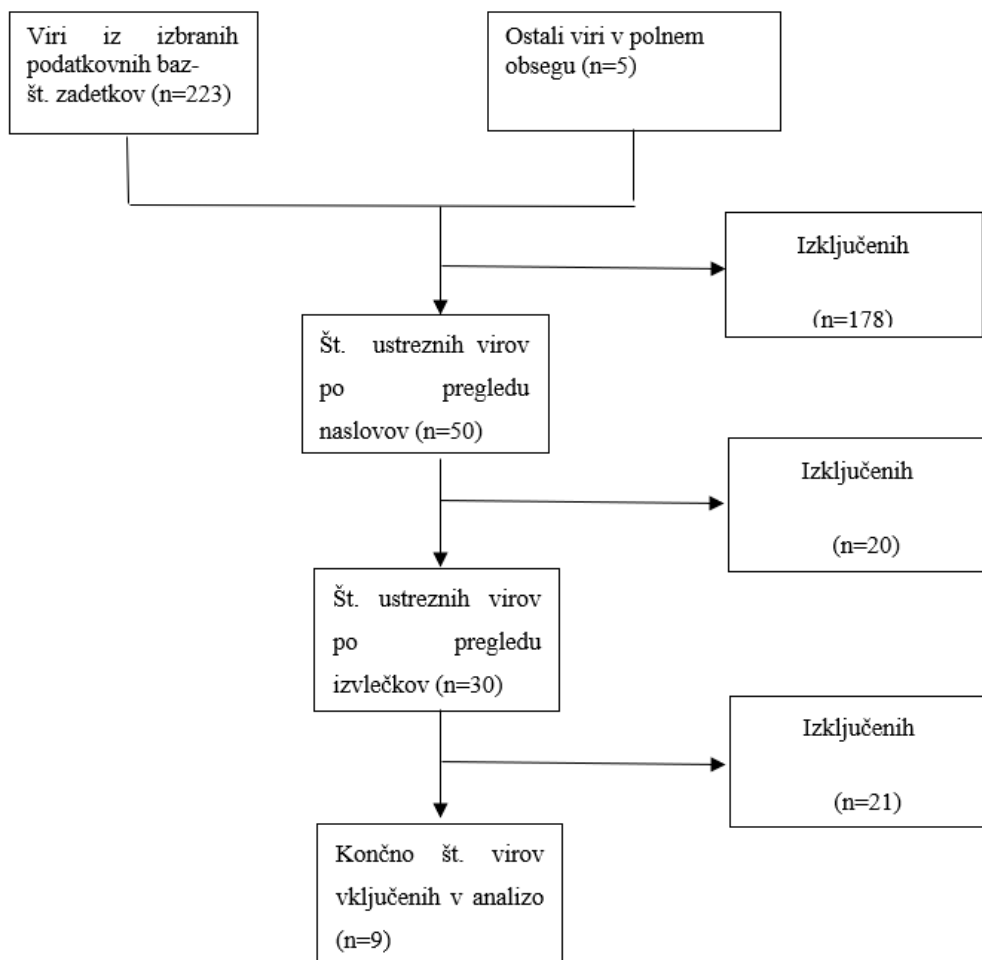 Viri iz izbranih
podatkovnih baz-
št. zadetkov (n=223)
Ostali viri v polnem
obsegu (n=5)
Izključenih
(n=178)
Št. ustreznih virov
po pregledu
naslovov (n=50)
Izključenih
(n=20)
Št. ustreznih virov
po pregledu
izvlečkov (n=30)
Izključenih
(n=21)
Končno št. virov
vključenih v analizo
(n=9)